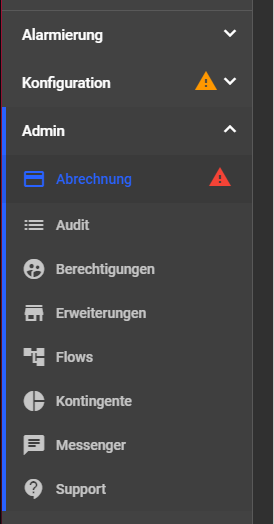 Alarmierung
Konfiguration
Admin
Abrechnung
Audit
Berechtigungen
Erweiterungen
Flows
Kontingente
Messenger
Support